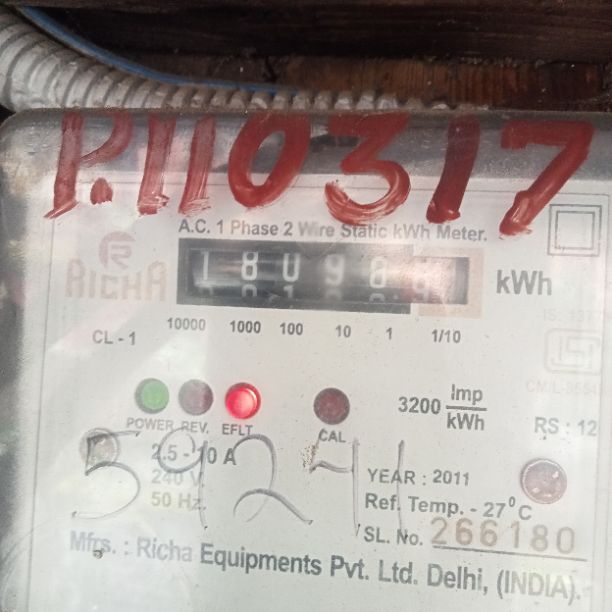 P.110317
A.C. 1 Phase 2 Wire Static kWh Meter.
RICHA
18098
kWh
10000 1000 100 10 1 1/10
CL - 1
POWER REV. EFLT CAL
3200 Imp/kWh
RS : 12
2.5 - 10 A
240 V
50 Hz
YEAR : 2011
Ref. Temp. - 27°C
SL. No. 266180
Mfrs. : Richa Equipments Pvt. Ltd. Delhi, (INDIA).